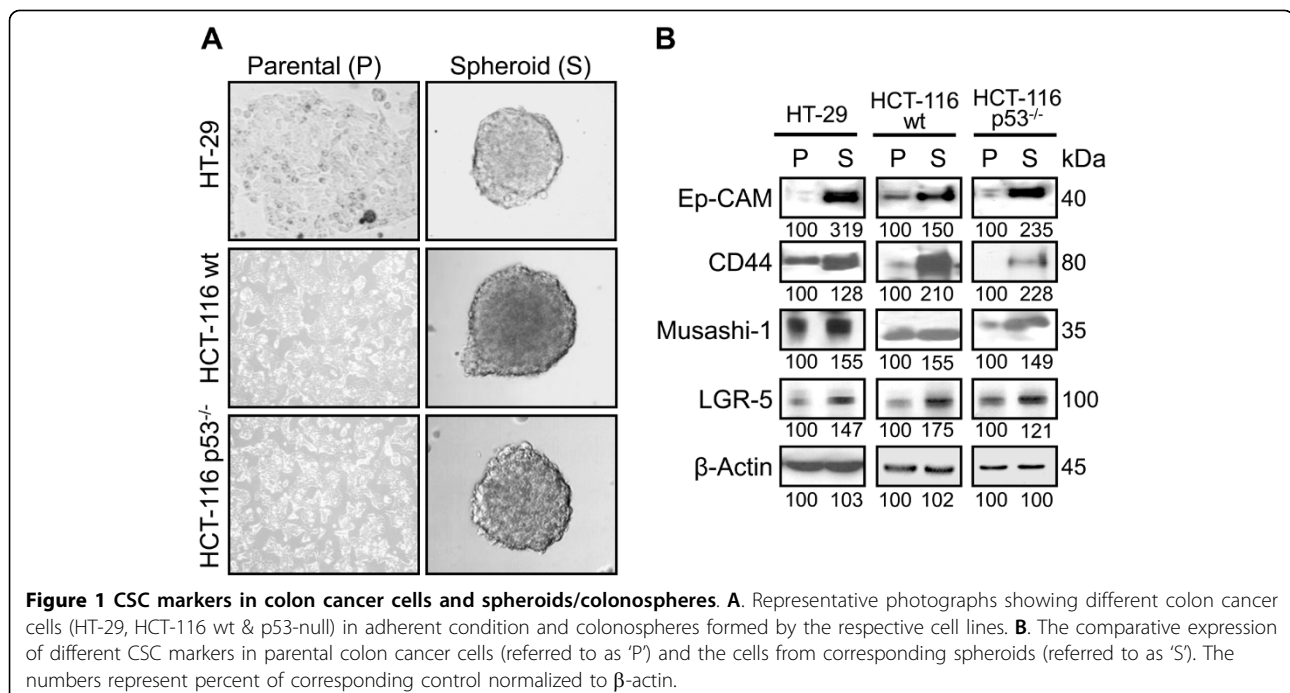 A
Parental (P) Spheroid (S)
HT-29
HCT-116 wt
HCT-116 p53-/-
B
HT-29 HCT-116 wt HCT-116 p53-/-
P S P S P S kDa
Ep-CAM 40
100 319 100 150 100 235
CD44 80
100 128 100 210 100 228
Musashi-1 35
100 155 100 155 100 149
LGR-5 100
100 147 100 175 100 121
β-Actin 45
100 103 100 102 100 100
Figure 1 CSC markers in colon cancer cells and spheroids/colonospheres. A. Representative photographs showing different colon cancer
cells (HT-29, HCT-116 wt & p53-null) in adherent condition and colonospheres formed by the respective cell lines. B. The comparative expression
of different CSC markers in parental colon cancer cells (referred to as ‘P’) and the cells from corresponding spheroids (referred to as ‘S’). The
numbers represent percent of corresponding control normalized to β-actin.